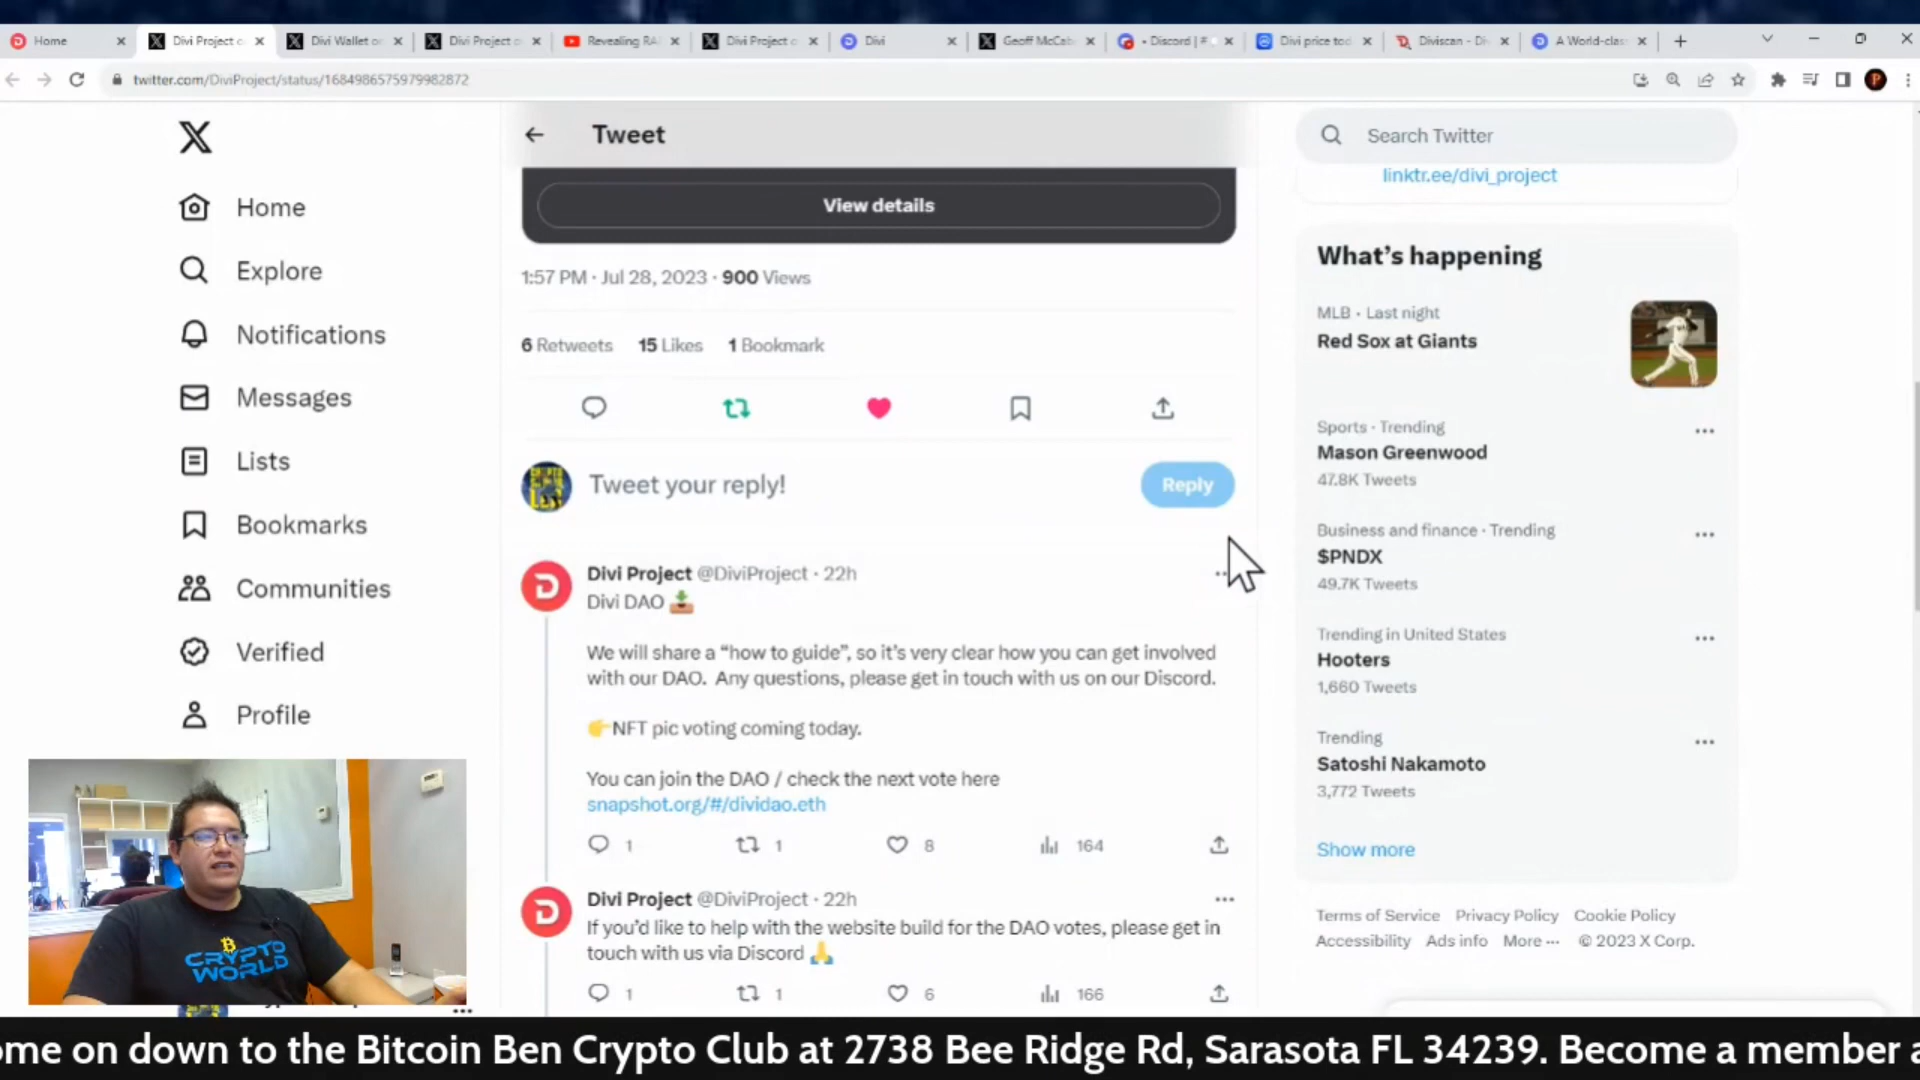 Home
Divi Project o
Divi Wallet on
Divi Project o
Revealing RA
Divi Project o
Divi
Geoff McCab
• Discord | #
Divi price tod
Diviscan - Div
A World-clas
twitter.com/DiviProject/status/1684986575979982872
Home
Explore
Notifications
Messages
Lists
Bookmarks
Communities
Verified
Profile
Tweet
View details
1:57 PM · Jul 28, 2023 · 900 Views
6 Retweets 15 Likes 1 Bookmark
Tweet your reply!
Reply
Divi Project @DiviProject · 22h
Divi DAO 📥
We will share a “how to guide”, so it’s very clear how you can get involved
with our DAO. Any questions, please get in touch with us on our Discord.
👉NFT pic voting coming today.
You can join the DAO / check the next vote here
snapshot.org/#/dividao.eth
1 1 8 164
Divi Project @DiviProject · 22h
If you’d like to help with the website build for the DAO votes, please get in
touch with us via Discord 🙏
1 1 6 166
Search Twitter
linktr.ee/divi_project
What’s happening
MLB · Last night
Red Sox at Giants
Sports · Trending
Mason Greenwood
47.8K Tweets
Business and finance · Trending
$PNDX
49.7K Tweets
Trending in United States
Hooters
1,660 Tweets
Trending
Satoshi Nakamoto
3,772 Tweets
Show more
Terms of Service Privacy Policy Cookie Policy
Accessibility Ads info More ··· © 2023 X Corp.
CRYPTO
WORLD
ome on down to the Bitcoin Ben Crypto Club at 2738 Bee Ridge Rd, Sarasota FL 34239. Become a member a